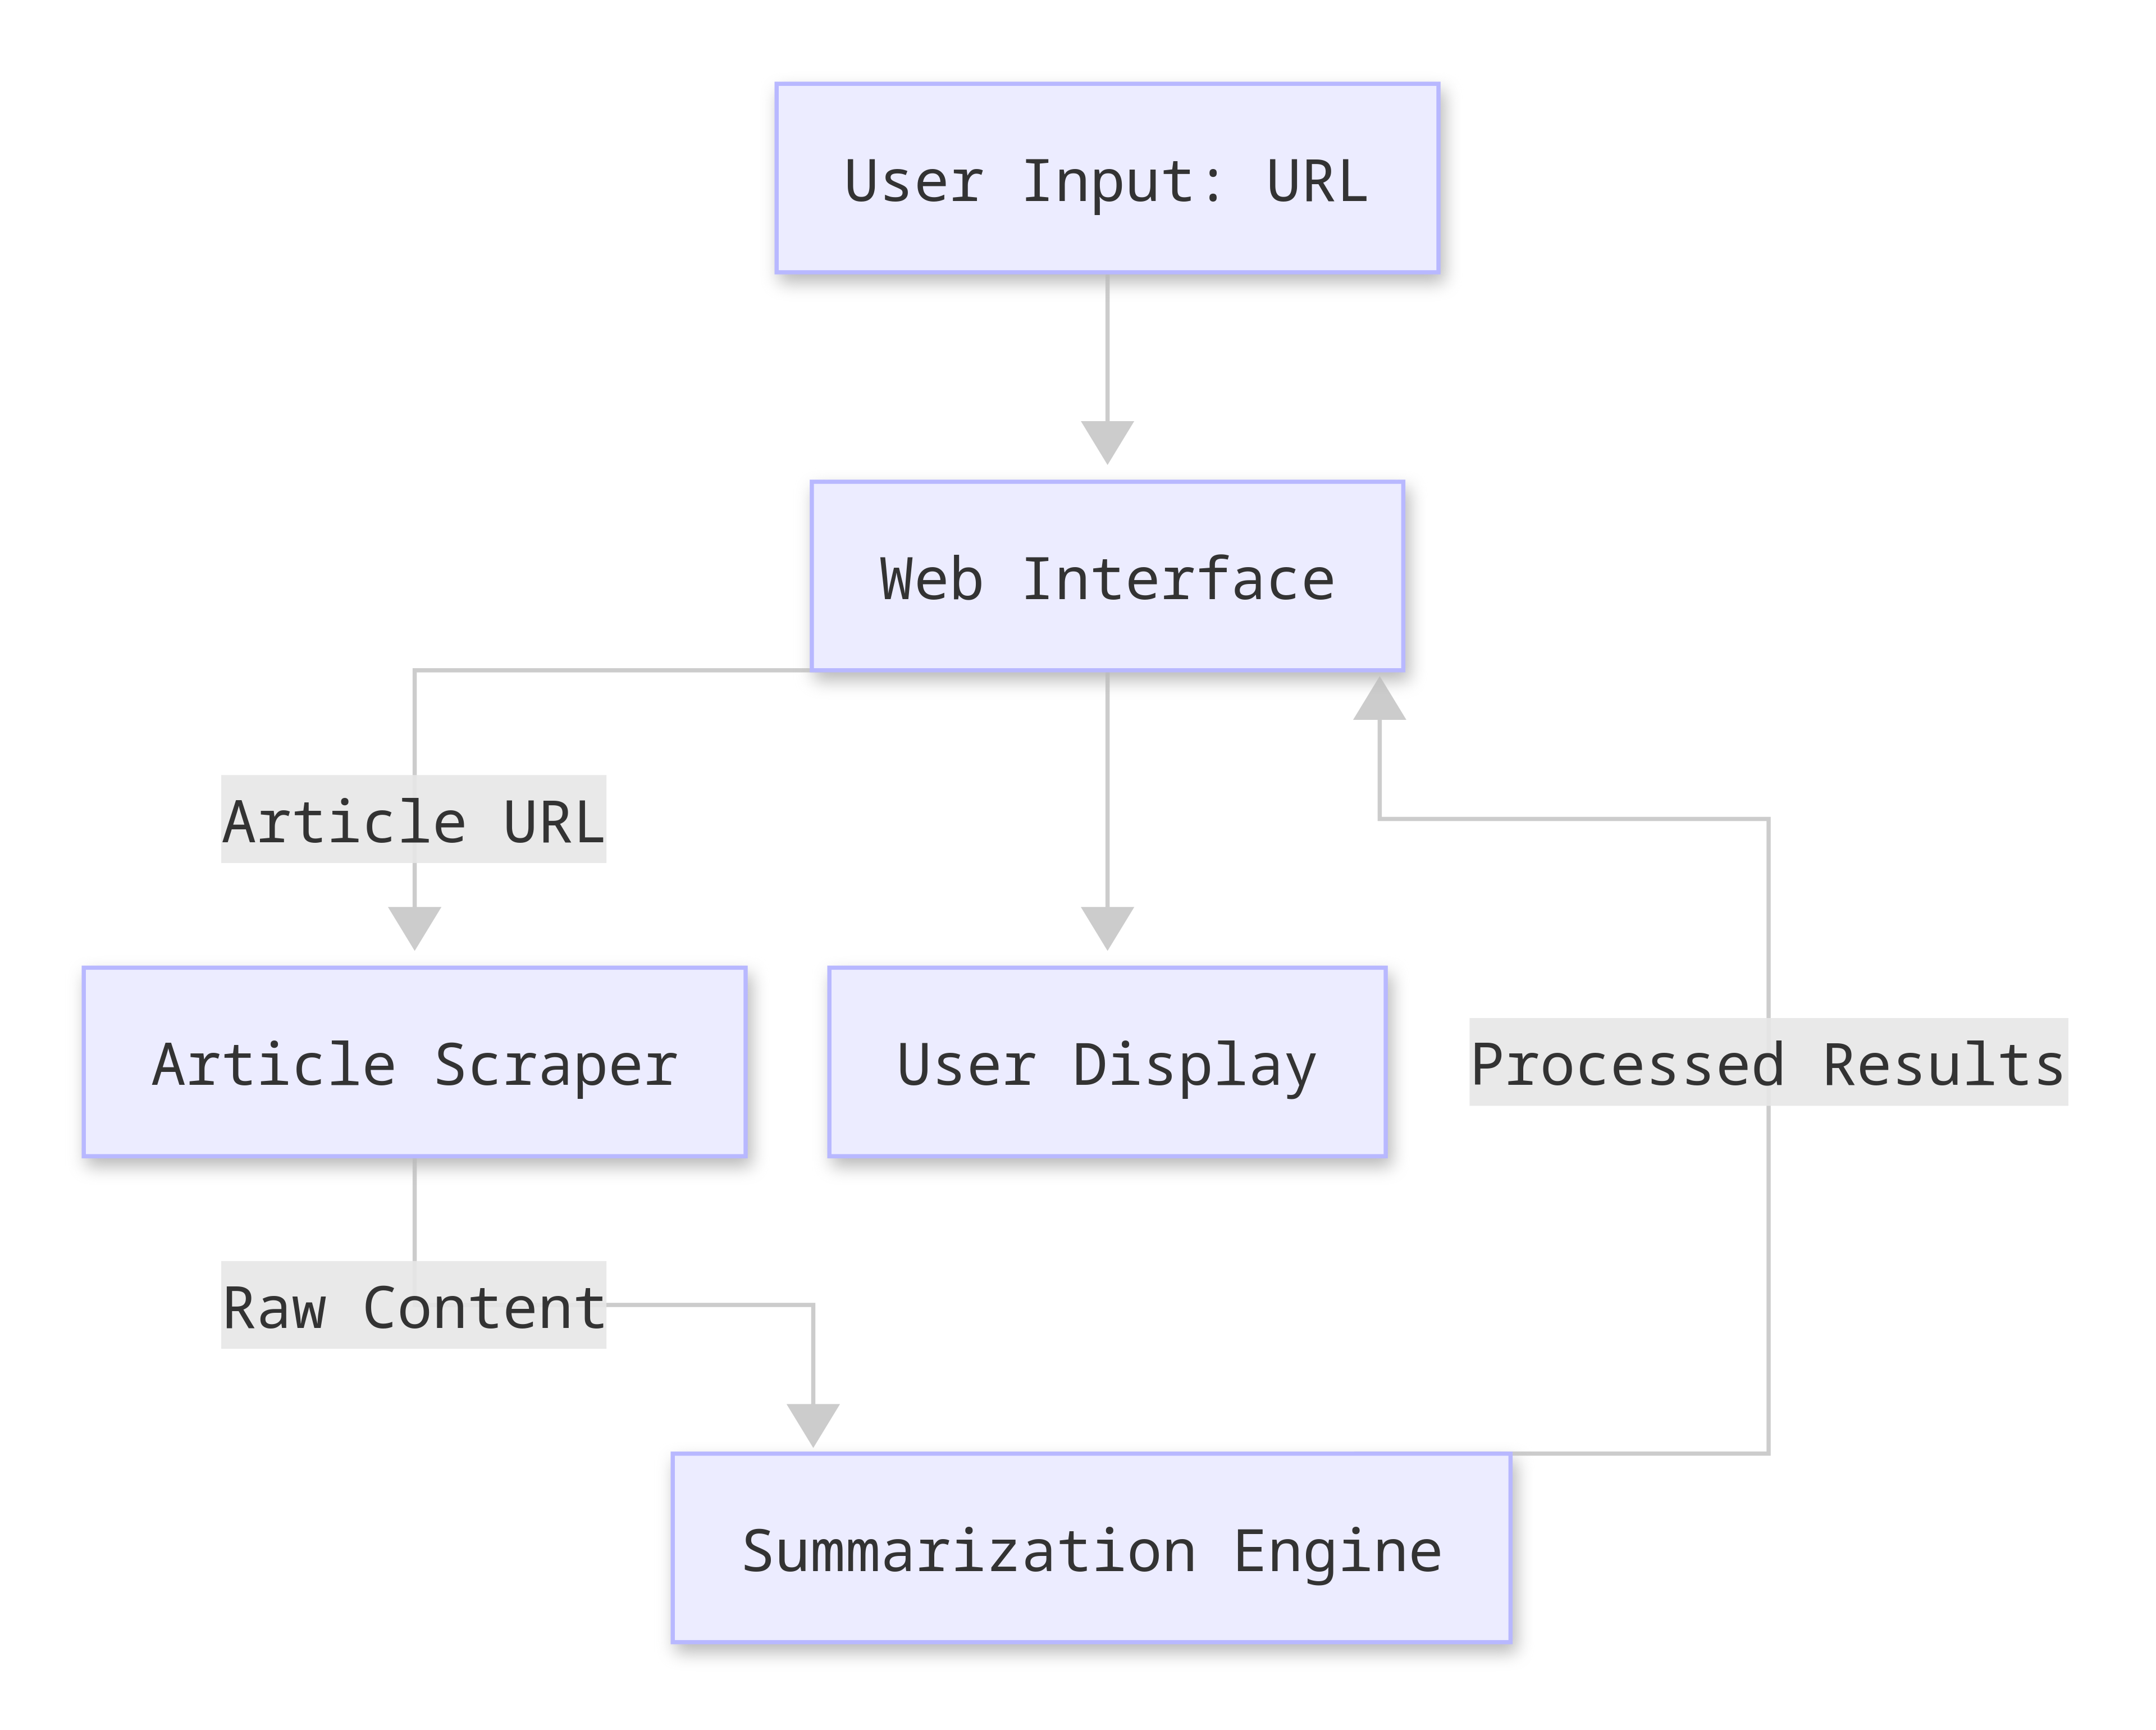 User Input: URL
Web Interface
Article URL
Article Scraper
User Display
Processed Results
Raw Content
Summarization Engine